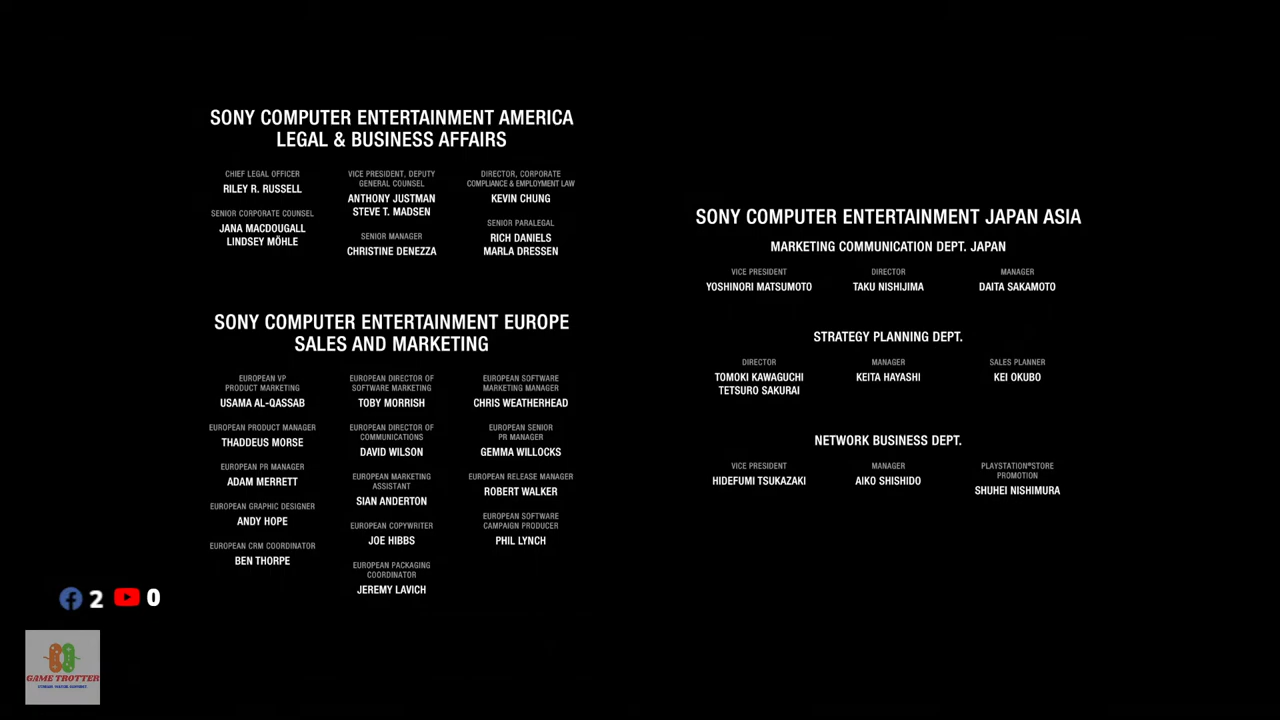 SONY COMPUTER ENTERTAINMENT AMERICA
LEGAL & BUSINESS AFFAIRS
CHIEF LEGAL OFFICER
RILEY R. RUSSELL
SENIOR CORPORATE COUNSEL
JANA MACDOUGALL
LINDSEY MÖHLE
VICE PRESIDENT, DEPUTY
GENERAL COUNSEL
ANTHONY JUSTMAN
STEVE T. MADSEN
SENIOR MANAGER
CHRISTINE DENEZZA
DIRECTOR, CORPORATE
COMPLIANCE & EMPLOYMENT LAW
KEVIN CHUNG
SENIOR PARALEGAL
RICH DANIELS
MARLA DRESSEN
SONY COMPUTER ENTERTAINMENT EUROPE
SALES AND MARKETING
EUROPEAN VP
PRODUCT MARKETING
USAMA AL-QASSAB
EUROPEAN PRODUCT MANAGER
THADDEUS MORSE
EUROPEAN PR MANAGER
ADAM MERRETT
EUROPEAN GRAPHIC DESIGNER
ANDY HOPE
EUROPEAN CRM COORDINATOR
BEN THORPE
EUROPEAN DIRECTOR OF
SOFTWARE MARKETING
TOBY MORRISH
EUROPEAN DIRECTOR OF
COMMUNICATIONS
DAVID WILSON
EUROPEAN MARKETING
ASSISTANT
SIAN ANDERTON
EUROPEAN COPYWRITER
JOE HIBBS
EUROPEAN PACKAGING
COORDINATOR
JEREMY LAVICH
EUROPEAN SOFTWARE
MARKETING MANAGER
CHRIS WEATHERHEAD
EUROPEAN SENIOR
PR MANAGER
GEMMA WILLOCKS
EUROPEAN RELEASE MANAGER
ROBERT WALKER
EUROPEAN SOFTWARE
CAMPAIGN PRODUCER
PHIL LYNCH
SONY COMPUTER ENTERTAINMENT JAPAN ASIA
MARKETING COMMUNICATION DEPT. JAPAN
VICE PRESIDENT
YOSHINORI MATSUMOTO
DIRECTOR
TAKU NISHIJIMA
MANAGER
DAITA SAKAMOTO
STRATEGY PLANNING DEPT.
DIRECTOR
TOMOKI KAWAGUCHI
TETSURO SAKURAI
MANAGER
KEITA HAYASHI
SALES PLANNER
KEI OKUBO
NETWORK BUSINESS DEPT.
VICE PRESIDENT
HIDEFUMI TSUKAZAKI
MANAGER
AIKO SHISHIDO
PLAYSTATION®STORE
PROMOTION
SHUHEI NISHIMURA
2 0
GAME TROTTER